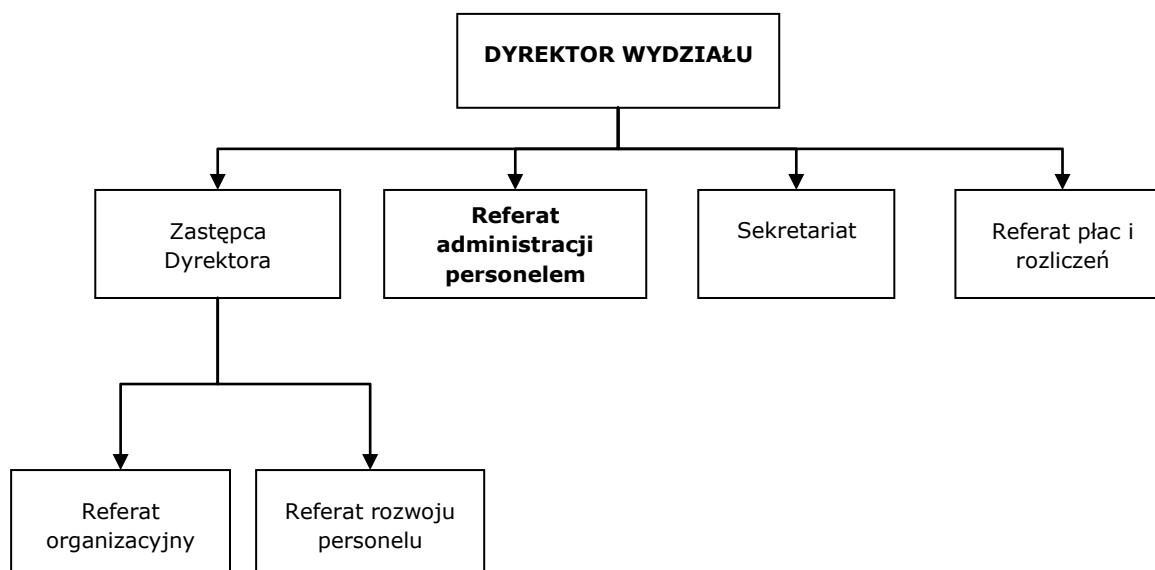 DYREKTOR WYDZIAŁU
Zastępca
Dyrektora
Referat
administracji
personelem
Sekretariat
Referat płac i
rozliczeń
Referat
organizacyjny
Referat rozwoju
personelu